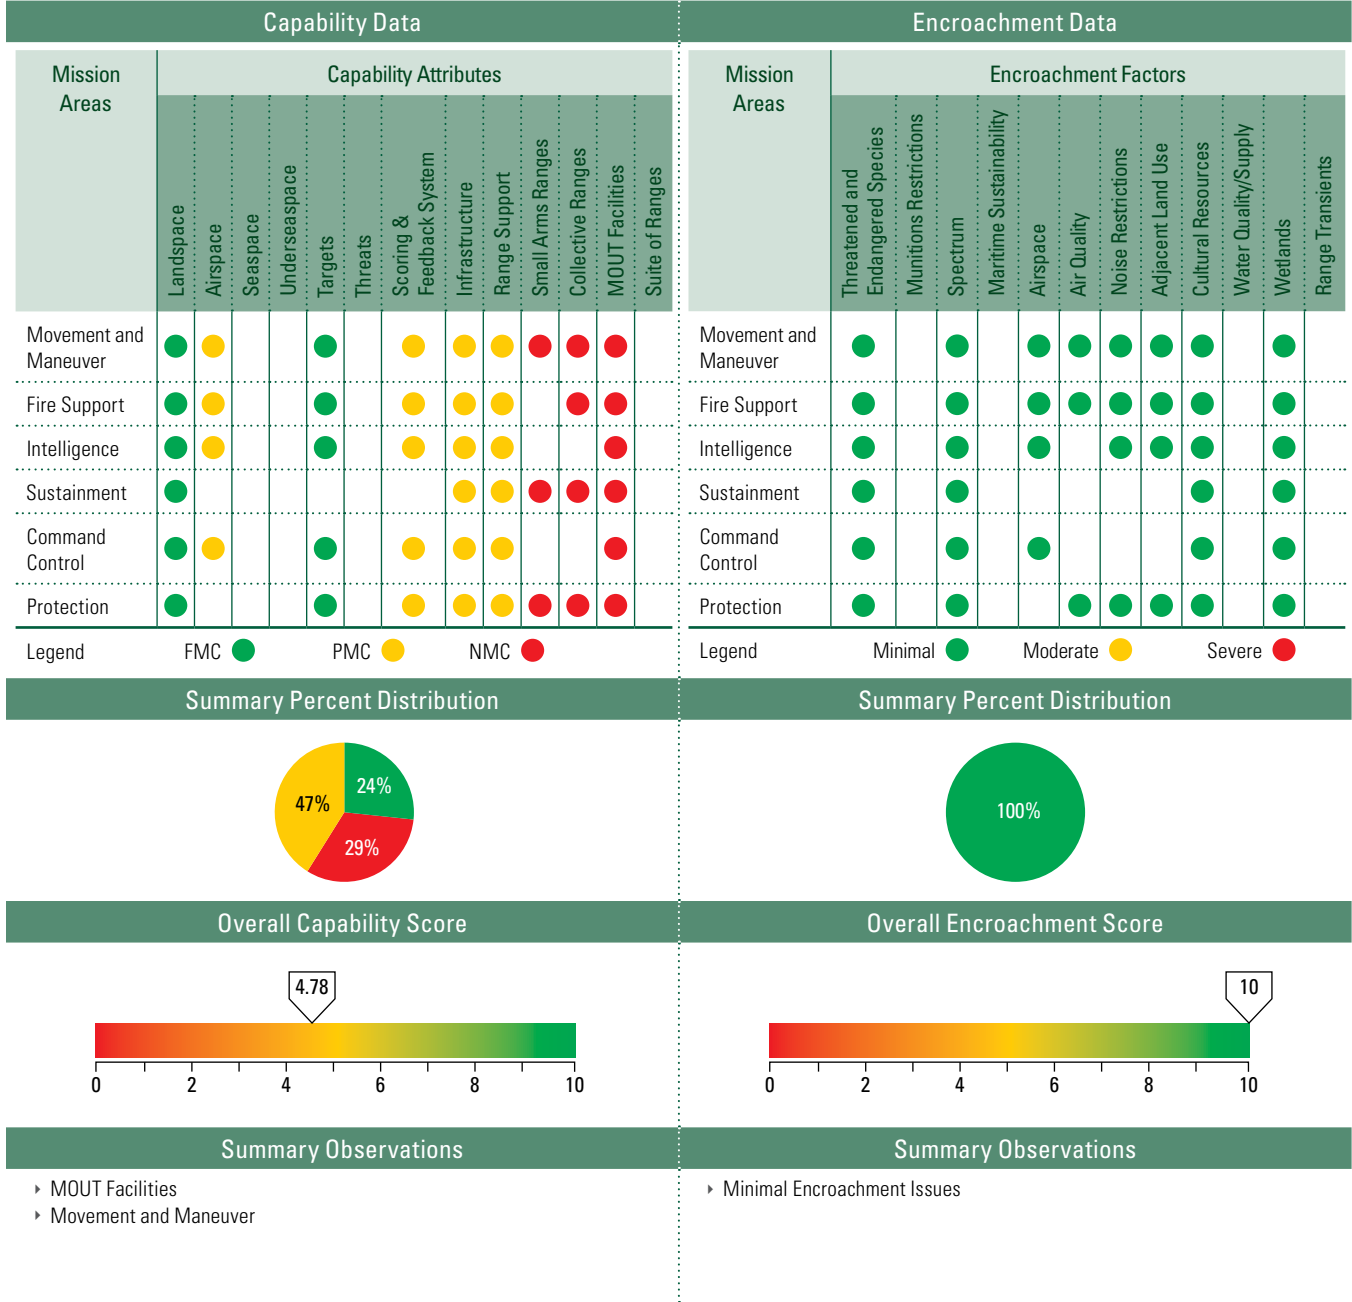 Capability Data
Mission
Areas
Capability Attributes
Landspace
Airspace
Seaspace
Underseaspace
Targets
Threats
Scoring &
Feedback System
Infrastructure
Range Support
Small Arms Ranges
Collective Ranges
MOUT Facilities
Suite of Ranges
Movement and
Maneuver
Fire Support
Intelligence
Sustainment
Command
Control
Protection
Legend FMC PMC NMC
Summary Percent Distribution
24%
47%
29%
Overall Capability Score
4.78
0 2 4 6 8 10
Summary Observations
‣ MOUT Facilities
‣ Movement and Maneuver
Encroachment Data
Mission
Areas
Encroachment Factors
Threatened and
Endangered Species
Munitions Restrictions
Spectrum
Maritime Sustainability
Airspace
Air Quality
Noise Restrictions
Adjacent Land Use
Cultural Resources
Water Quality/Supply
Wetlands
Range Transients
Movement and
Maneuver
Fire Support
Intelligence
Sustainment
Command
Control
Protection
Legend Minimal Moderate Severe
Summary Percent Distribution
100%
Overall Encroachment Score
10
0 2 4 6 8 10
Summary Observations
‣ Minimal Encroachment Issues